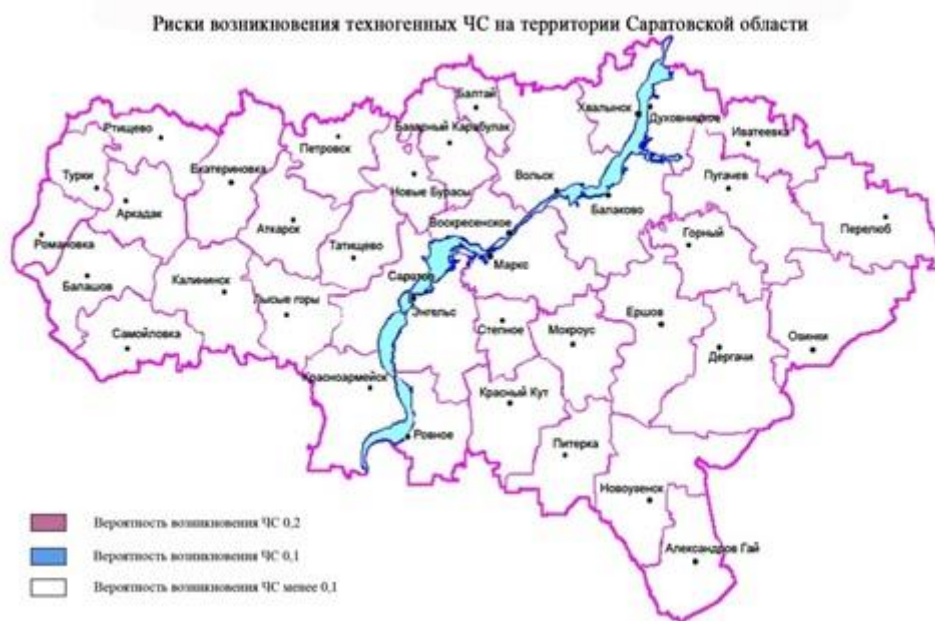 Риски возникновения техногенных ЧС на территории Саратовской области
Балтай
Хвалынск
Духовницкое
Ртищево
Базарный Карабулак
Иватеевка
Петровск
Турки
Екатериновка
Новые Бурасы
Вольск
Пугачев
Аркадак
Балаково
Аткарск
Воскресенское
Перелюб
Романовка
Татищево
Горный
Маркс
Балашов
Калининск
Саратов
Лысые горы
Энгельс
Степное
Мокроус
Ершов
Самойловка
Озинки
Дергачи
Красноармейск
Красный Кут
Ровное
Питерка
Новоузенск
Александров Гай
Вероятность возникновения ЧС 0,2
Вероятность возникновения ЧС 0,1
Вероятность возникновения ЧС менее 0,1